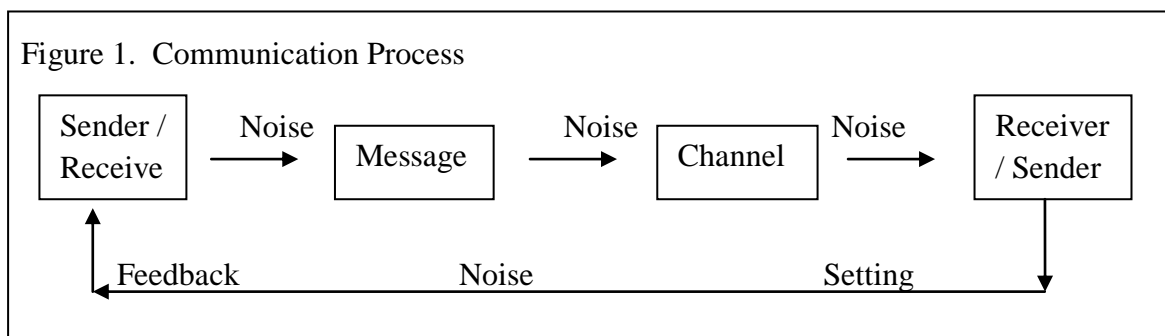 Figure 1.  Communication Process
Sender /
Receive
Noise
Message
Noise
Channel
Noise
Receiver
/ Sender
Feedback
Noise
Setting